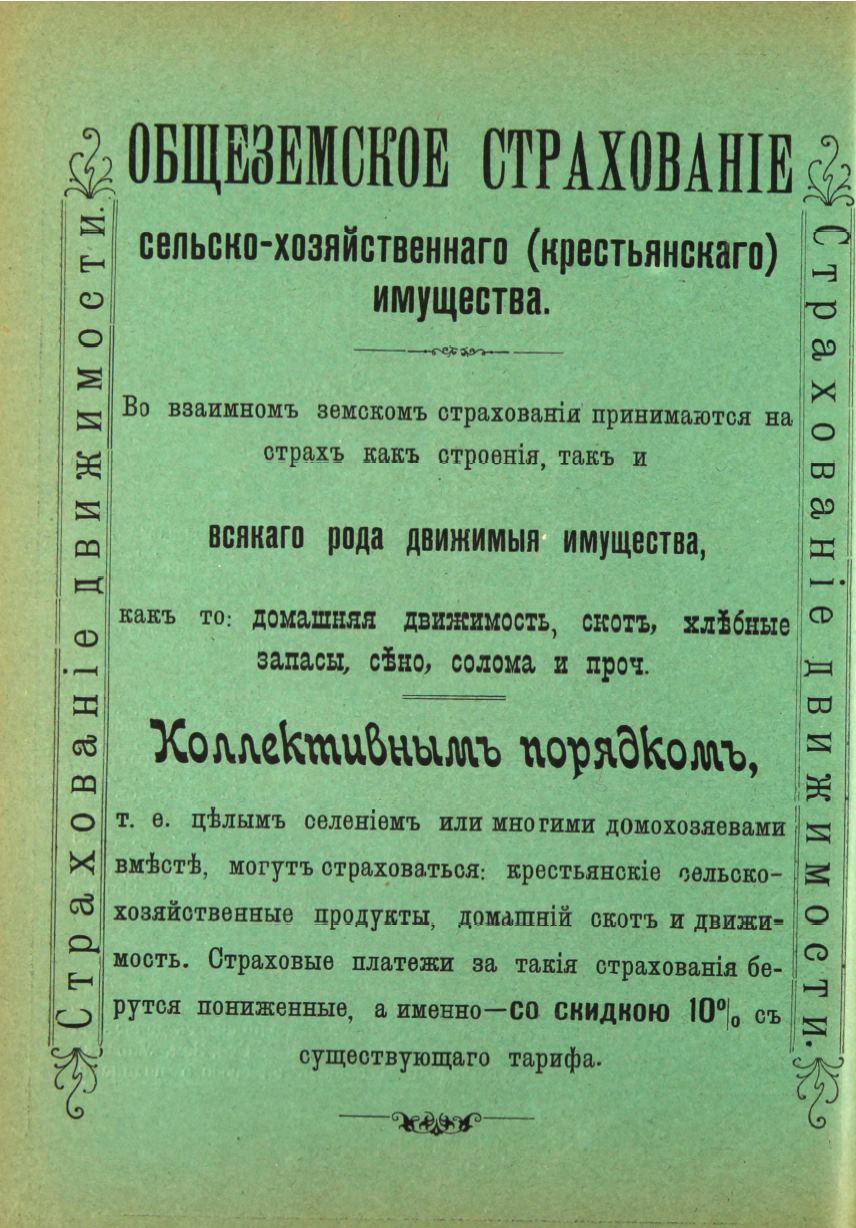 ОБЩЕЗЕМСКОЕ СТРАХОВАНІЕ
сельско-хозяйственнаго (крестьянскаго)
имущества.
Во взаимномъ земскомъ страхованіи принимаются на
страхъ какъ строенія, такъ и
всякаго рода движимыя имущества,
какъ то: домашняя движимость, скотъ, хлѣбные
запасы, сѣно, солома и проч.
Коллективнымъ порядкомъ,
т. е. цѣлымъ селеніемъ или многими домохозяевами
вмѣстѣ, могутъ страховаться: крестьянскіе сельско-
хозяйственные продукты, домашній скотъ и движи-
мость. Страховые платежи за такія страхованія бе-
рутся пониженные, а именно—со скидкою 10% съ
существующаго тарифа.
Страхованіе движимости.
Страхованіе движимости.